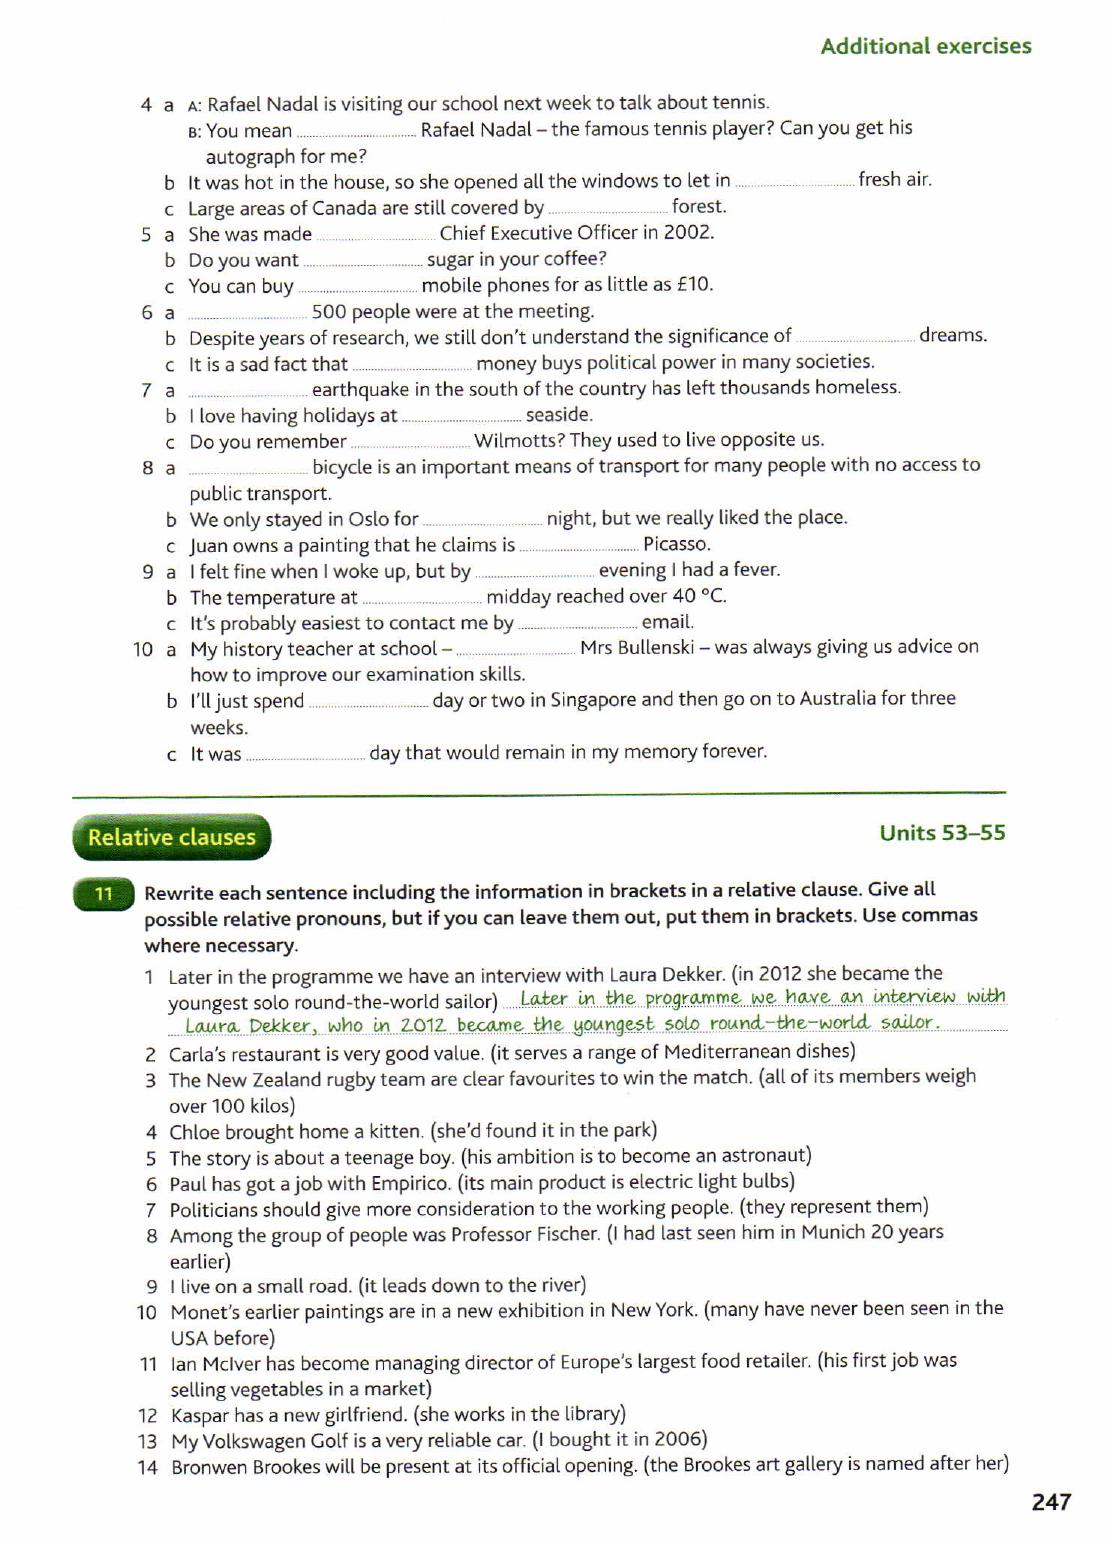 Additional exercises
4 a A: Rafael Nadal is visiting our school next week to talk about tennis.
B: You mean ........................ Rafael Nadal – the famous tennis player? Can you get his
autograph for me?
b It was hot in the house, so she opened all the windows to let in ........................ fresh air.
c Large areas of Canada are still covered by ........................ forest.
5 a She was made ........................ Chief Executive Officer in 2002.
b Do you want ........................ sugar in your coffee?
c You can buy ........................ mobile phones for as little as £10.
6 a ........................ 500 people were at the meeting.
b Despite years of research, we still don't understand the significance of ........................ dreams.
c It is a sad fact that ........................ money buys political power in many societies.
7 a ........................ earthquake in the south of the country has left thousands homeless.
b I love having holidays at ........................ seaside.
c Do you remember ........................ Wilmotts? They used to live opposite us.
8 a ........................ bicycle is an important means of transport for many people with no access to
public transport.
b We only stayed in Oslo for ........................ night, but we really liked the place.
c Juan owns a painting that he claims is ........................ Picasso.
9 a I felt fine when I woke up, but by ........................ evening I had a fever.
b The temperature at ........................ midday reached over 40 °C.
c It's probably easiest to contact me by ........................ email.
10 a My history teacher at school – ........................ Mrs Bullenski – was always giving us advice on
how to improve our examination skills.
b I'll just spend ........................ day or two in Singapore and then go on to Australia for three
weeks.
c It was ........................ day that would remain in my memory forever.
Relative clauses Units 53–55
11 Rewrite each sentence including the information in brackets in a relative clause. Give all
possible relative pronouns, but if you can leave them out, put them in brackets. Use commas
where necessary.
1 Later in the programme we have an interview with Laura Dekker. (in 2012 she became the
youngest solo round-the-world sailor) Later in the programme we have an interview with
Laura Dekker, who in 2012 became the youngest solo round-the-world sailor.
2 Carla's restaurant is very good value. (it serves a range of Mediterranean dishes)
3 The New Zealand rugby team are clear favourites to win the match. (all of its members weigh
over 100 kilos)
4 Chloe brought home a kitten. (she'd found it in the park)
5 The story is about a teenage boy. (his ambition is to become an astronaut)
6 Paul has got a job with Empirico. (its main product is electric light bulbs)
7 Politicians should give more consideration to the working people. (they represent them)
8 Among the group of people was Professor Fischer. (I had last seen him in Munich 20 years
earlier)
9 I live on a small road. (it leads down to the river)
10 Monet's earlier paintings are in a new exhibition in New York. (many have never been seen in the
USA before)
11 Ian McIver has become managing director of Europe's largest food retailer. (his first job was
selling vegetables in a market)
12 Kaspar has a new girlfriend. (she works in the library)
13 My Volkswagen Golf is a very reliable car. (I bought it in 2006)
14 Bronwen Brookes will be present at its official opening. (the Brookes art gallery is named after her)
247